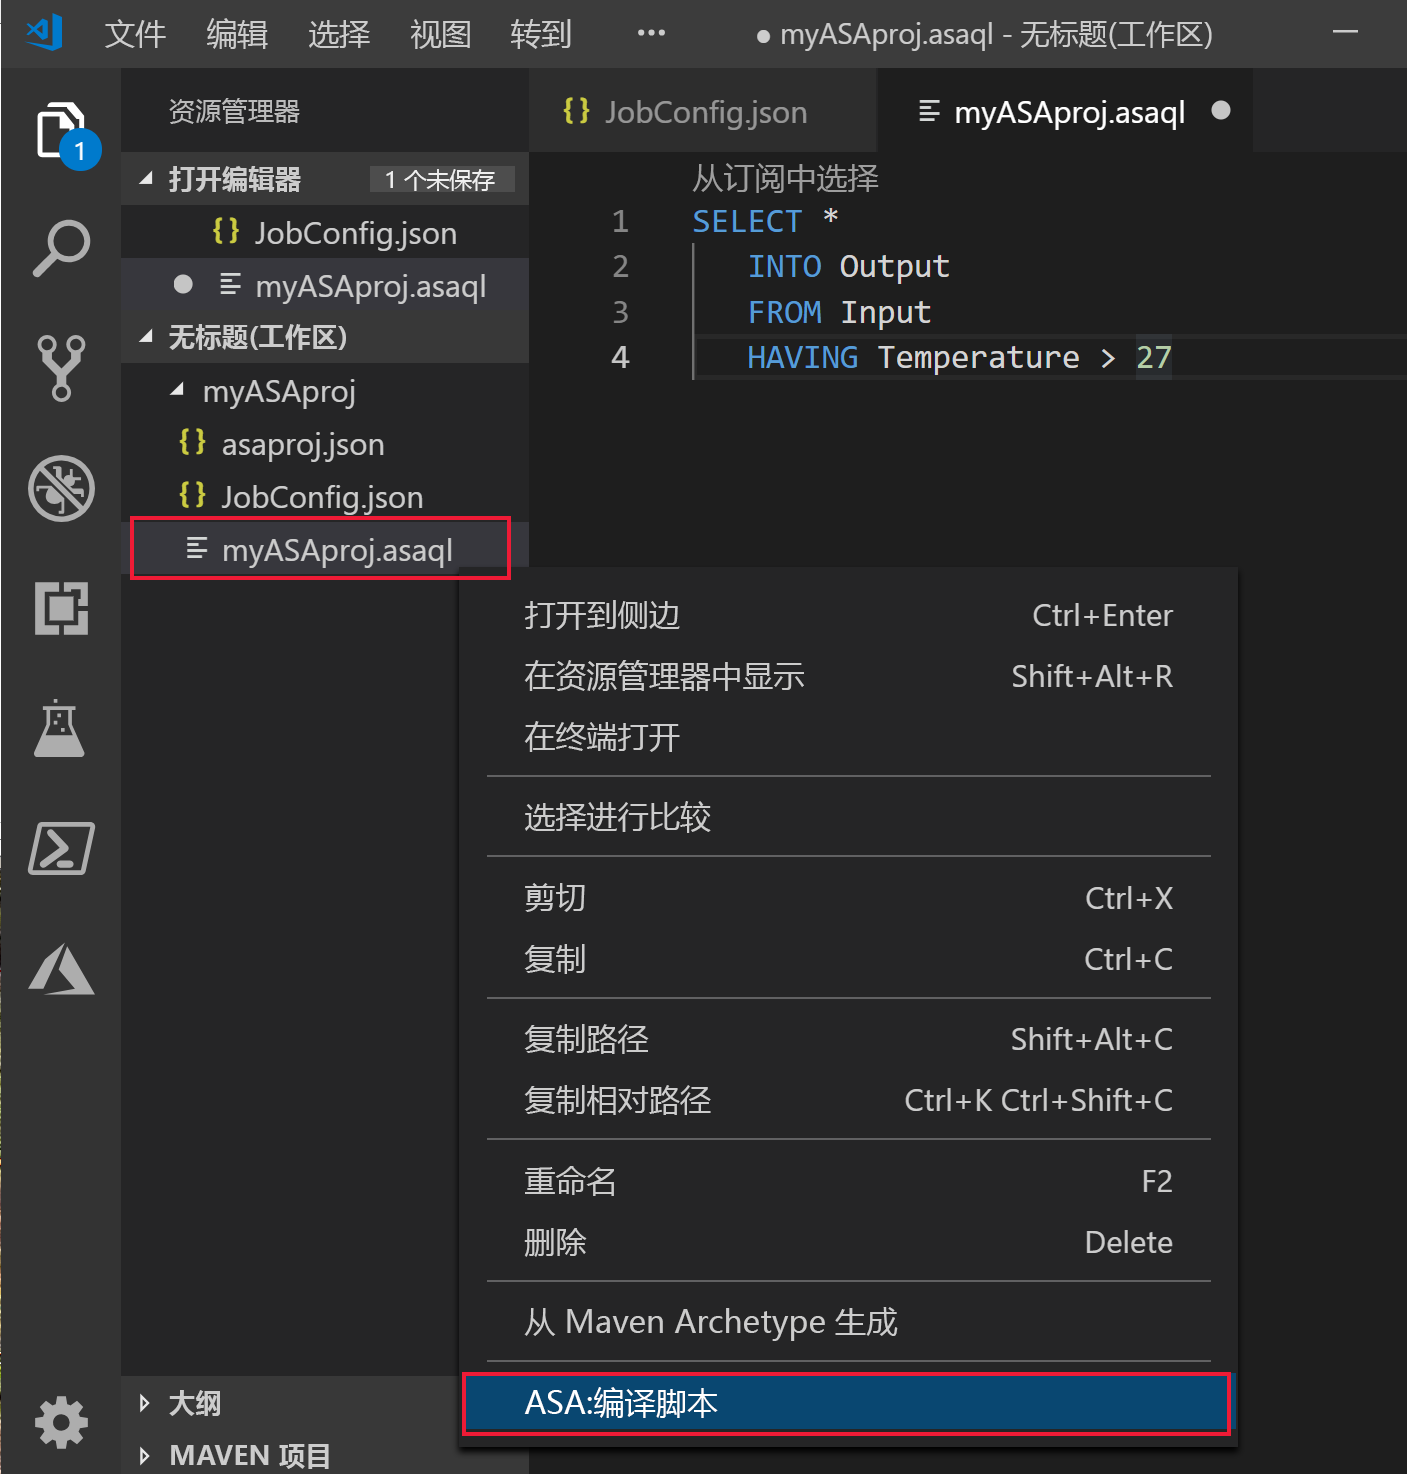 文件 编辑 选择 视图 转到 ••• ● myASAproj.asaql - 无标题(工作区)
资源管理器
打开编辑器 1 个未保存
{} JobConfig.json
● myASAproj.asaql
无标题(工作区)
myASAproj
{} asaproj.json
{} JobConfig.json
myASAproj.asaql
大纲
MAVEN 项目
1
{} JobConfig.json
myASAproj.asaql ●
从订阅中选择
1 SELECT *
2 INTO Output
3 FROM Input
4 HAVING Temperature > 27
打开到侧边 Ctrl+Enter
在资源管理器中显示 Shift+Alt+R
在终端打开
选择进行比较
剪切 Ctrl+X
复制 Ctrl+C
复制路径 Shift+Alt+C
复制相对路径 Ctrl+K Ctrl+Shift+C
重命名 F2
删除 Delete
从 Maven Archetype 生成
ASA:编译脚本